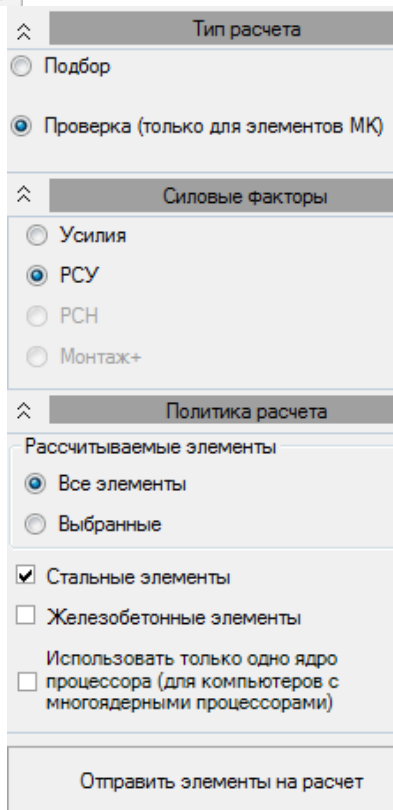 Тип расчета
Подбор
Проверка (только для элементов МК)
Силовые факторы
Усилия
РСУ
РСН
Монтаж+
Политика расчета
Рассчитываемые элементы
Все элементы
Выбранные
Стальные элементы
Железобетонные элементы
Использовать только одно ядро
процессора (для компьютеров с
многоядерными процессорами)
Отправить элементы на расчет